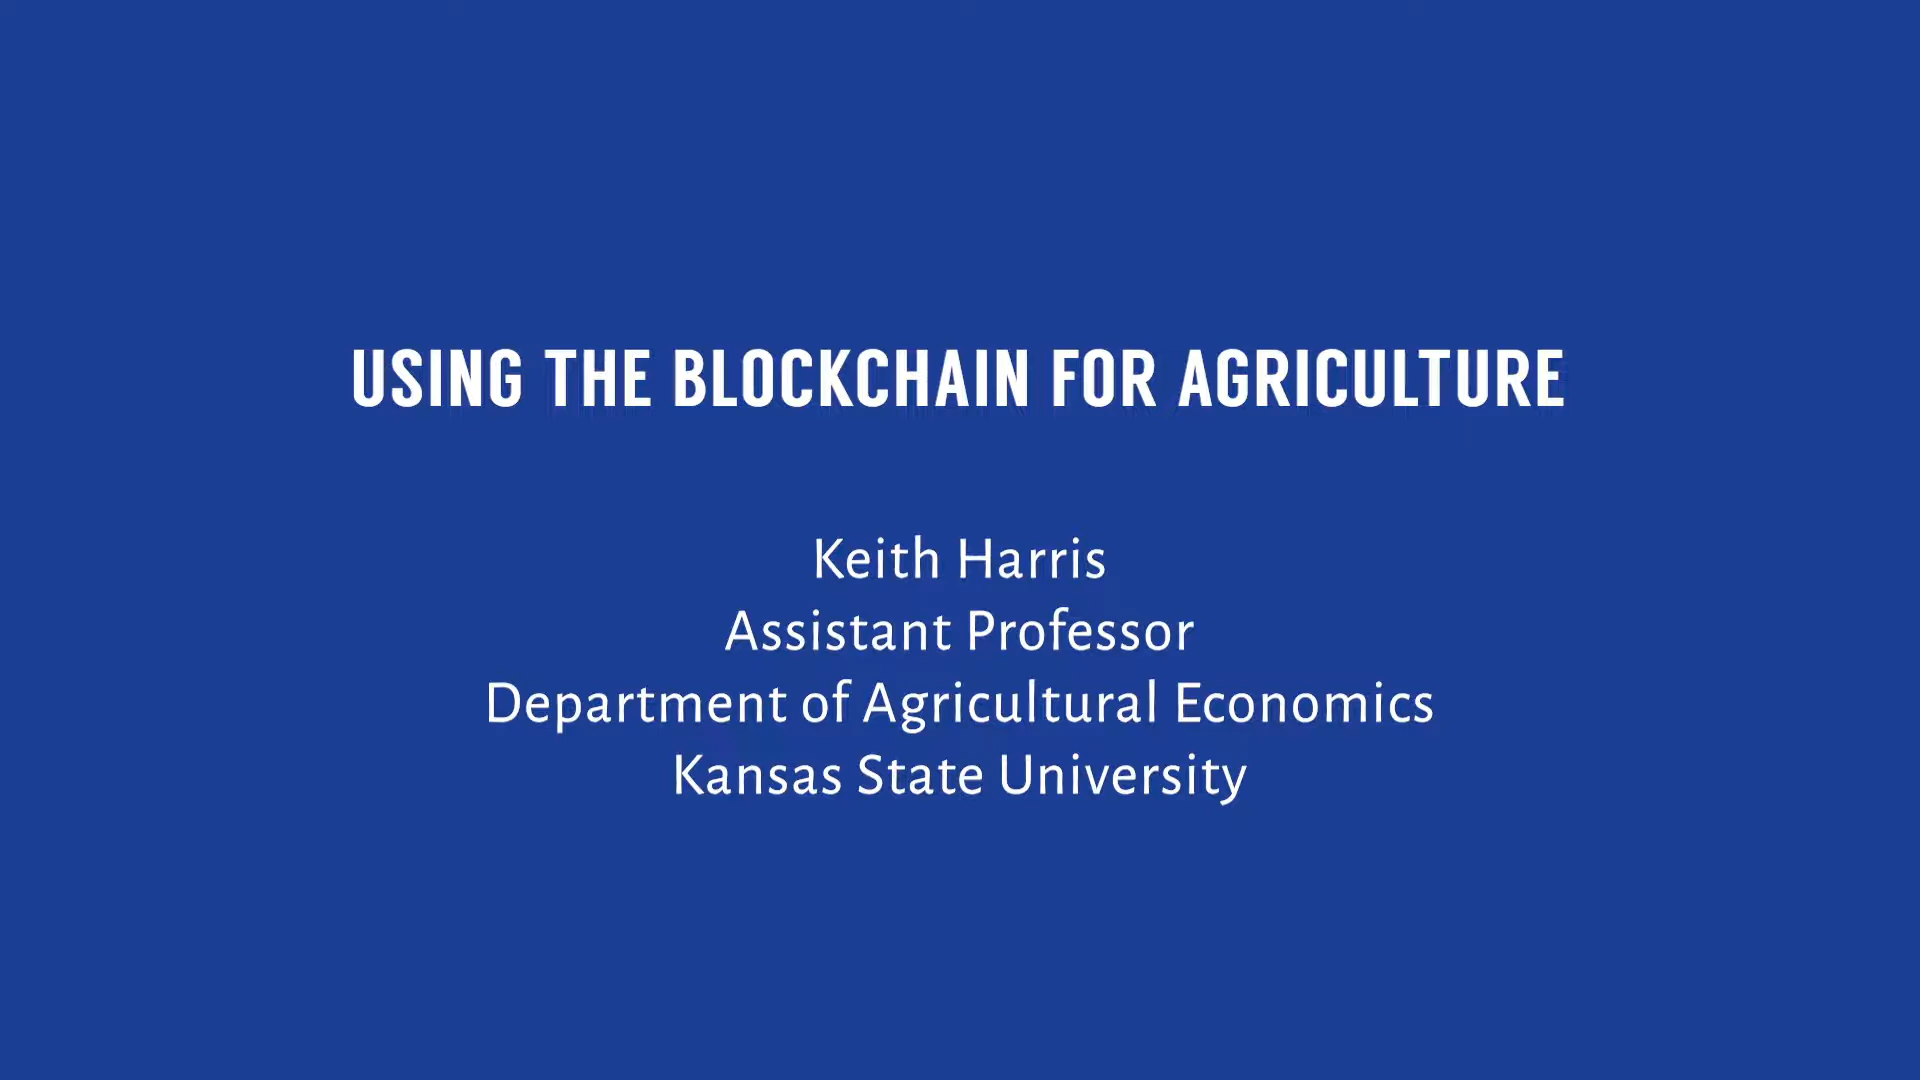 USING THE BLOCKCHAIN FOR AGRICULTURE
Keith Harris
Assistant Professor
Department of Agricultural Economics
Kansas State University